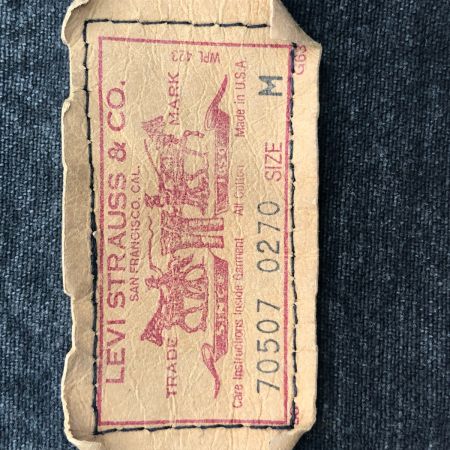 LEVI STRAUSS & CO.
SAN FRANCISCO, CAL.
WPL 423
TRADE MARK
SINCE
Care Instructions Inside Garment All cotton Made in U.S.A
70507 0270 SIZE M